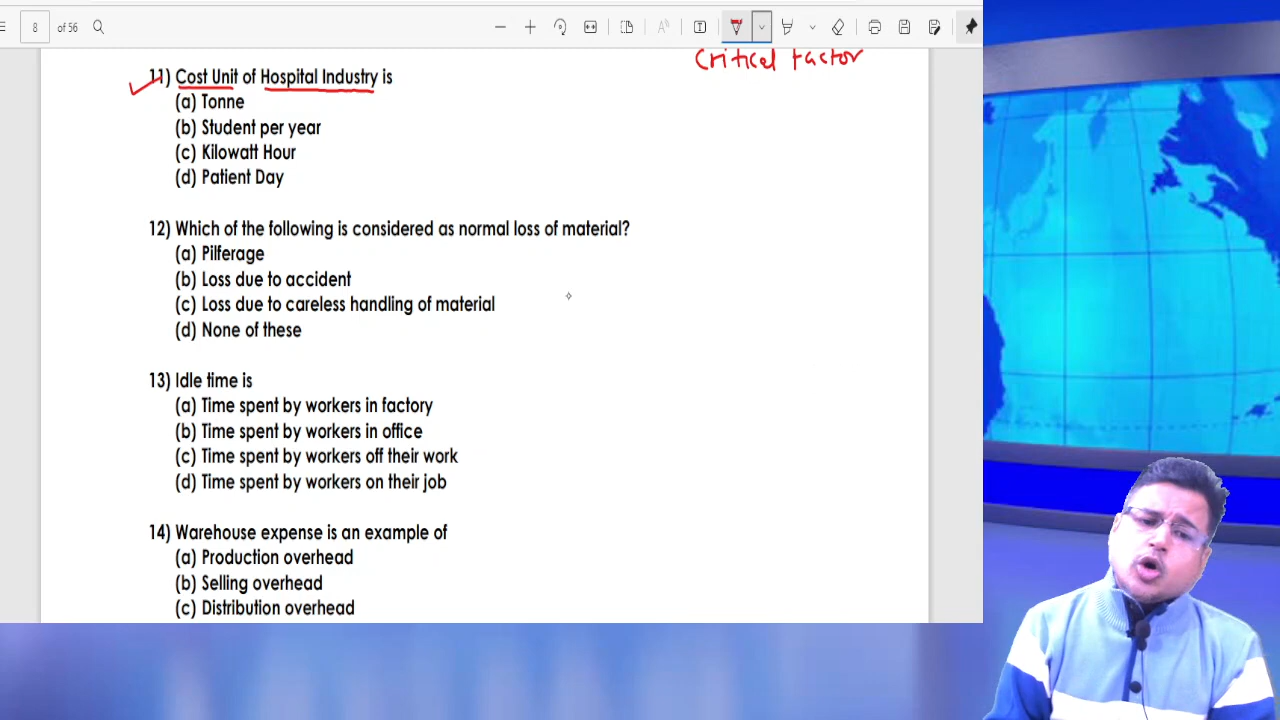 8 of 56
Critical Factor
11) Cost Unit of Hospital Industry is
(a) Tonne
(b) Student per year
(c) Kilowatt Hour
(d) Patient Day
12) Which of the following is considered as normal loss of material?
(a) Pilferage
(b) Loss due to accident
(c) Loss due to careless handling of material
(d) None of these
13) Idle time is
(a) Time spent by workers in factory
(b) Time spent by workers in office
(c) Time spent by workers off their work
(d) Time spent by workers on their job
14) Warehouse expense is an example of
(a) Production overhead
(b) Selling overhead
(c) Distribution overhead